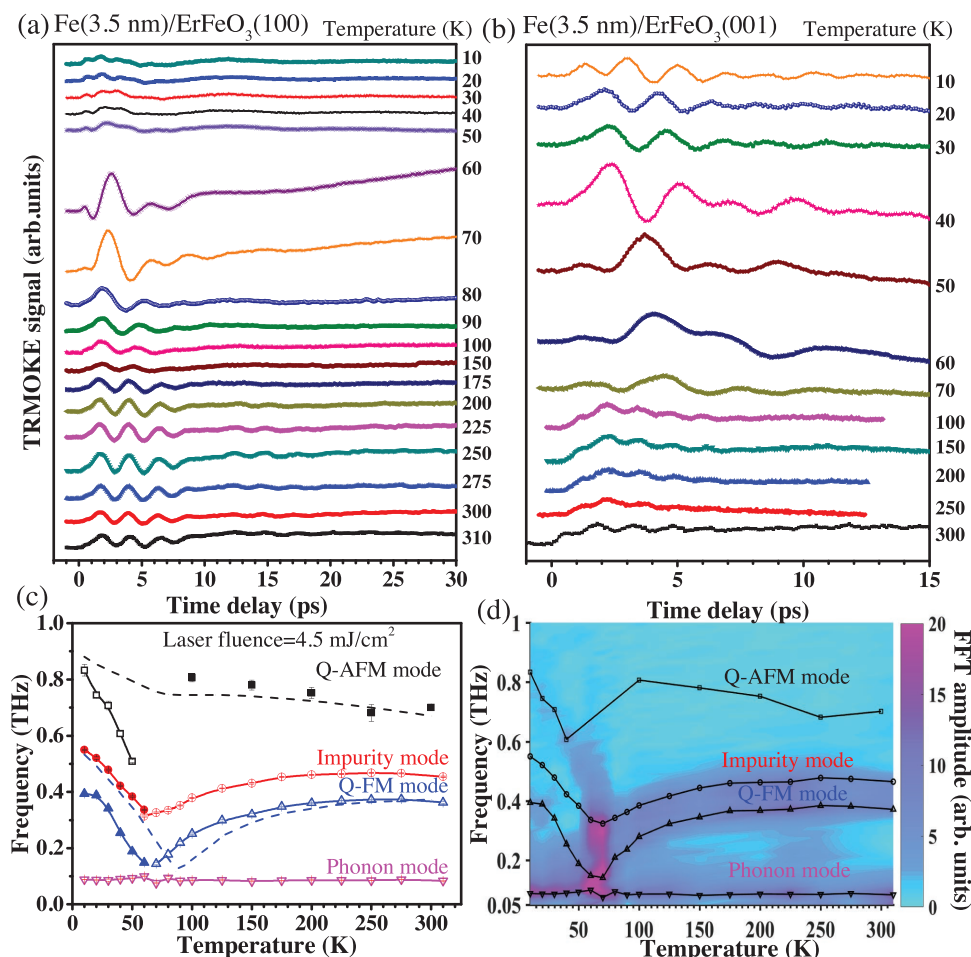 (a) Fe(3.5 nm)/ErFeO₃(100) Temperature (K)
10
20
30
40
50
60
70
80
90
100
150
175
200
225
250
275
300
310
TRMOKE signal (arb.units)
0 5 10 15 20 25 30
Time delay (ps)
(b) Fe(3.5 nm)/ErFeO₃(001) Temperature (K)
10
20
30
40
50
60
70
100
150
200
250
300
0 5 10 15
Time delay (ps)
(c)
Laser fluence=4.5 mJ/cm²
Q-AFM mode
Impurity mode
Q-FM mode
Phonon mode
1.0
0.8
0.6
0.4
0.2
0.0
Frequency (THz)
0 50 100 150 200 250 300
Temperature (K)
(d)
Q-AFM mode
Impurity mode
Q-FM mode
Phonon mode
1
0.8
0.6
0.4
0.2
0.05
Frequency (THz)
50 100 150 200 250 300
Temperature (K)
20
15
10
5
0
FFT amplitude (arb. units)